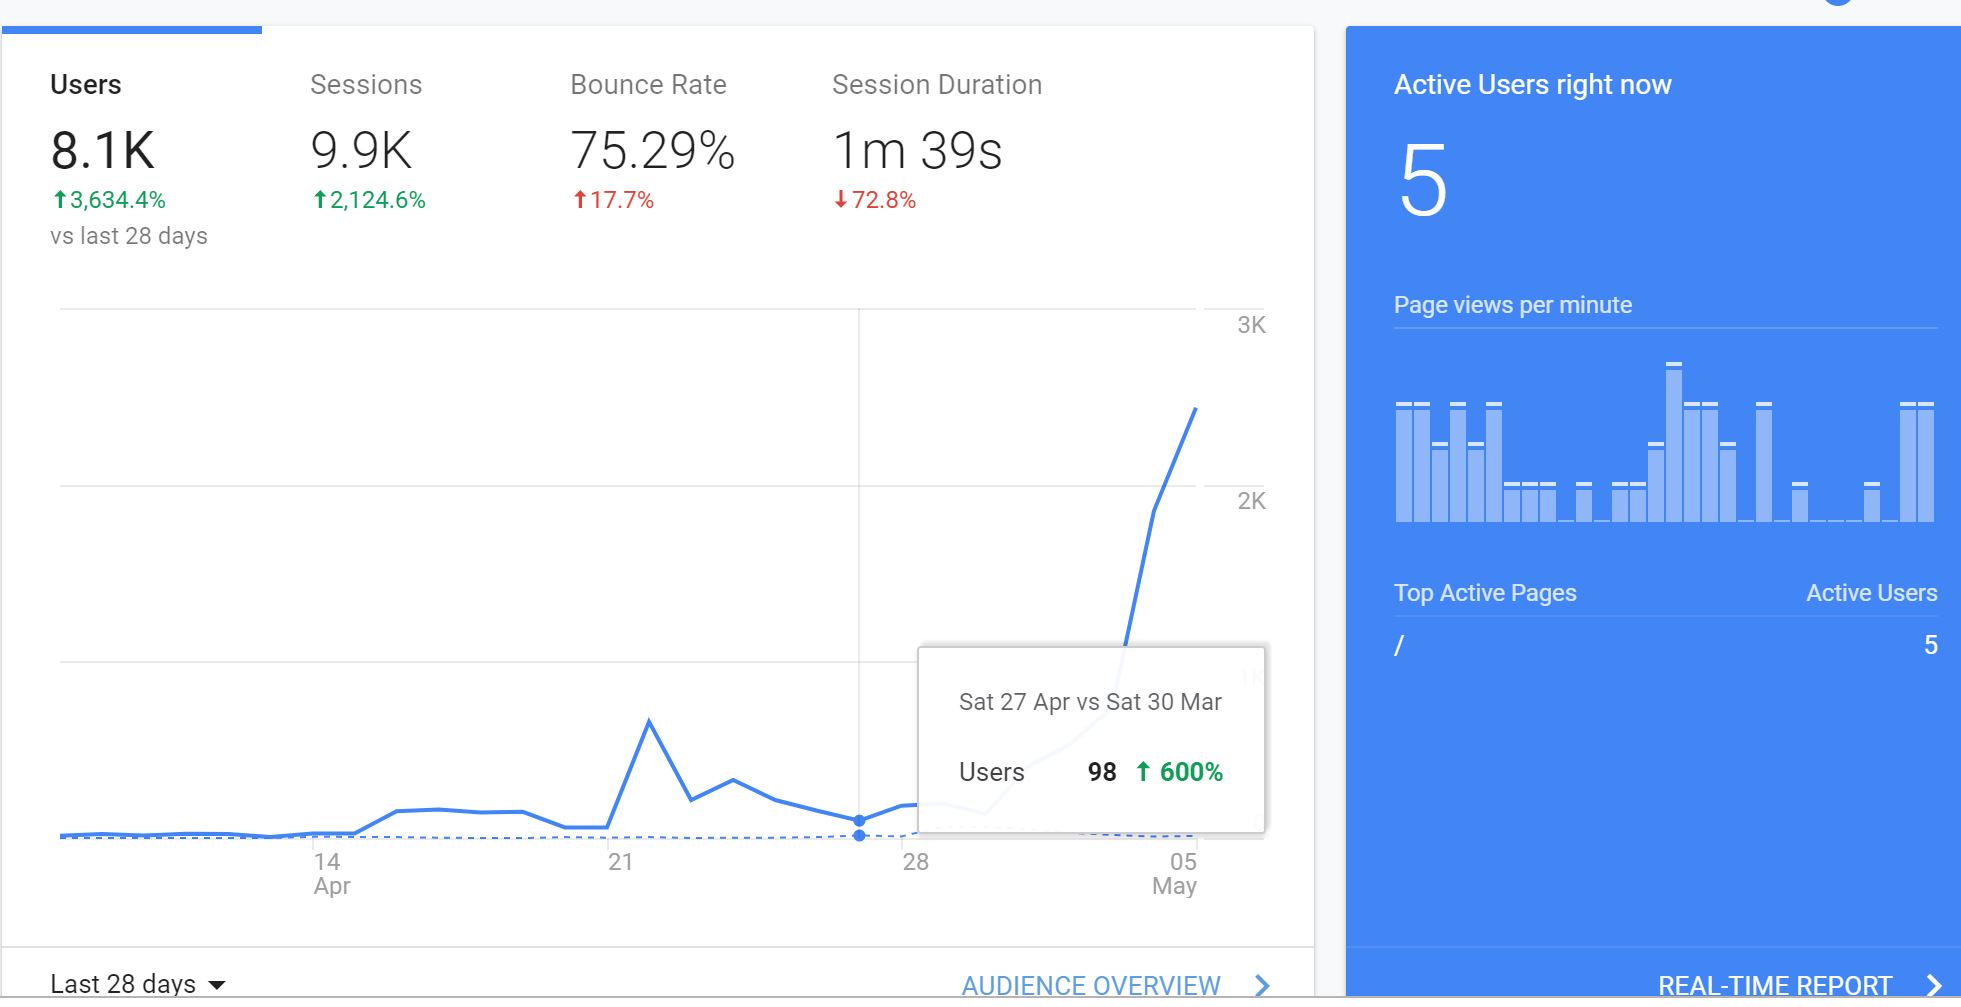 Users
8.1K
3,634.4%
vs last 28 days
Sessions
9.9K
2,124.6%
Bounce Rate
75.29%
17.7%
Session Duration
1m 39s
72.8%
3K
2K
1K
0
Sat 27 Apr vs Sat 30 Mar
Users 98 600%
14 21 28 05
Apr May
Last 28 days
AUDIENCE OVERVIEW
Active Users right now
5
Page views per minute
Top Active Pages Active Users
/ 5
REAL-TIME REPORT